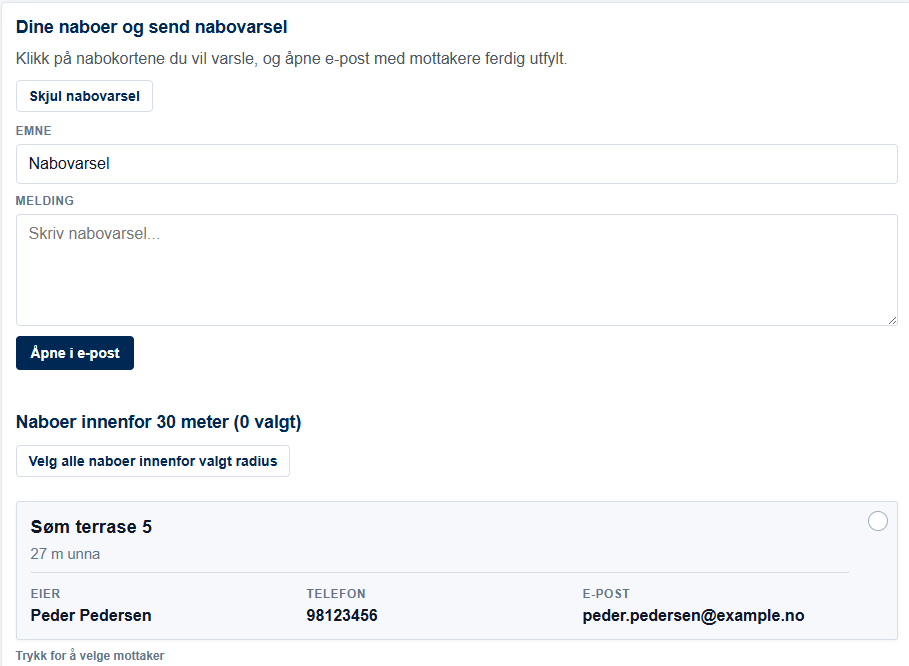 Dine naboer og send nabovarsel
Klikk på nabokortene du vil varsle, og åpne e-post med mottakere ferdig utfylt.
Skjul nabovarsel
EMNE
Nabovarsel
MELDING
Skriv nabovarsel...
Åpne i e-post
Naboer innenfor 30 meter (0 valgt)
Velg alle naboer innenfor valgt radius
Søm terrase 5
27 m unna
EIER TELEFON E-POST
Peder Pedersen 98123456 peder.pedersen@example.no
Trykk for å velge mottaker